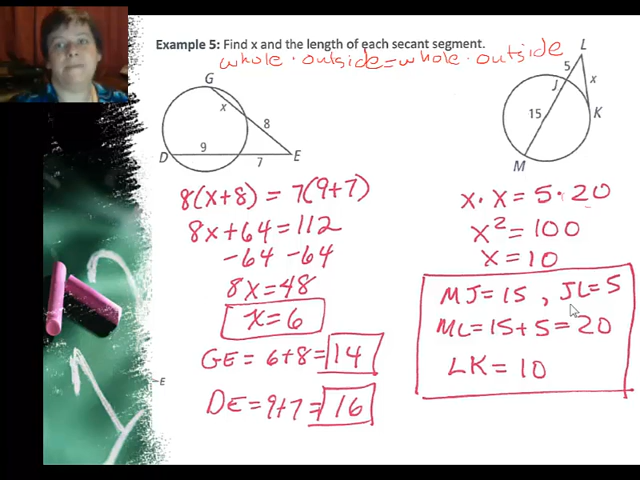 Example 5: Find x and the length of each secant segment.
whole · outside = whole · outside
G
x
8
D
9
7
E
L
5
J
x
15
K
M
8(x+8) = 7(9+7)
8x+64=112
-64 -64
8x=48
x=6
GE = 6+8 = 14
DE = 9+7 = 16
x · x = 5 · 20
x² = 100
x = 10
MJ = 15 , JL = 5
ML = 15 + 5 = 20
LK = 10
E